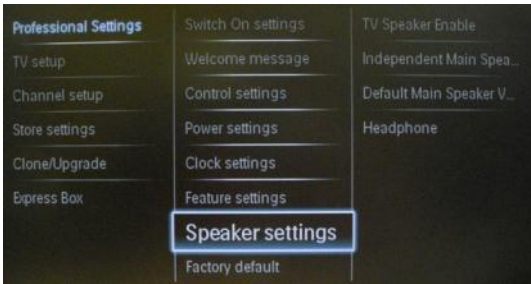 Professional Settings
TV setup
Channel setup
Store settings
Clone/Upgrade
Express Box
Switch On settings
Welcome message
Control settings
Power settings
Clock settings
Feature settings
Speaker settings
Factory default
TV Speaker Enable
Independent Main Spea...
Default Main Speaker V...
Headphone